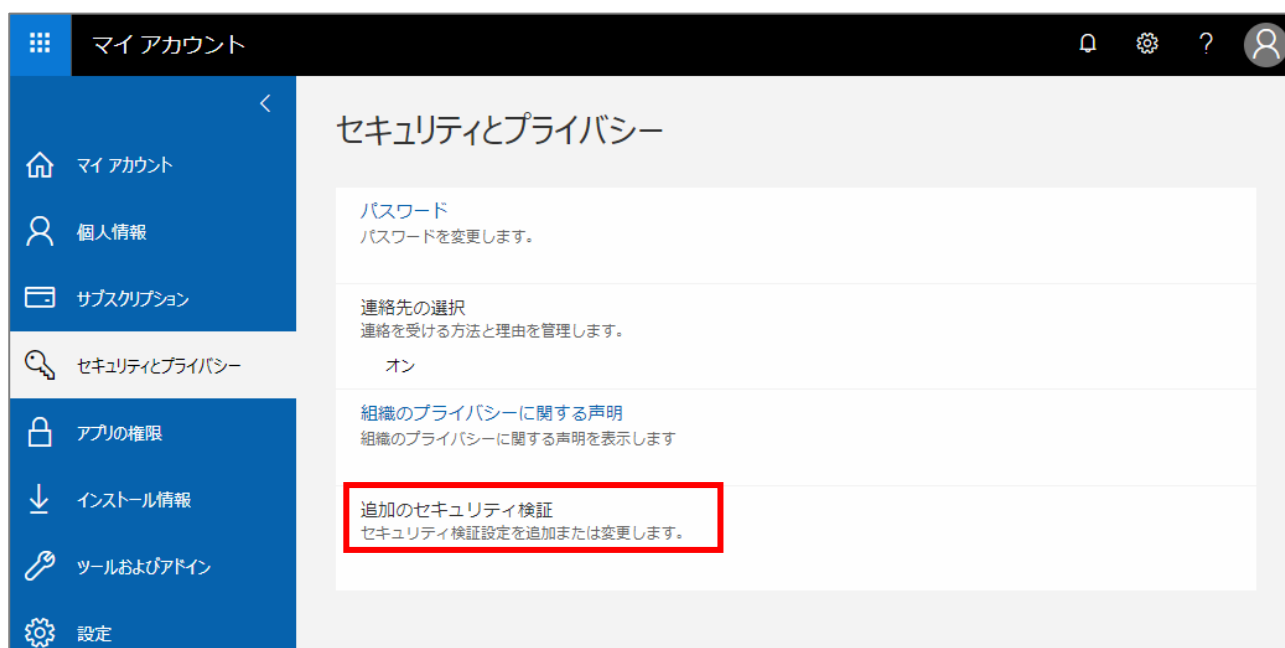 マイ アカウント
?
セキュリティとプライバシー
マイ アカウント
個人情報
サブスクリプション
セキュリティとプライバシー
アプリの権限
インストール情報
ツールおよびアドイン
設定
パスワード
パスワードを変更します。
連絡先の選択
連絡を受ける方法と理由を管理します。
オン
組織のプライバシーに関する声明
組織のプライバシーに関する声明を表示します
追加のセキュリティ検証
セキュリティ検証設定を追加または変更します。